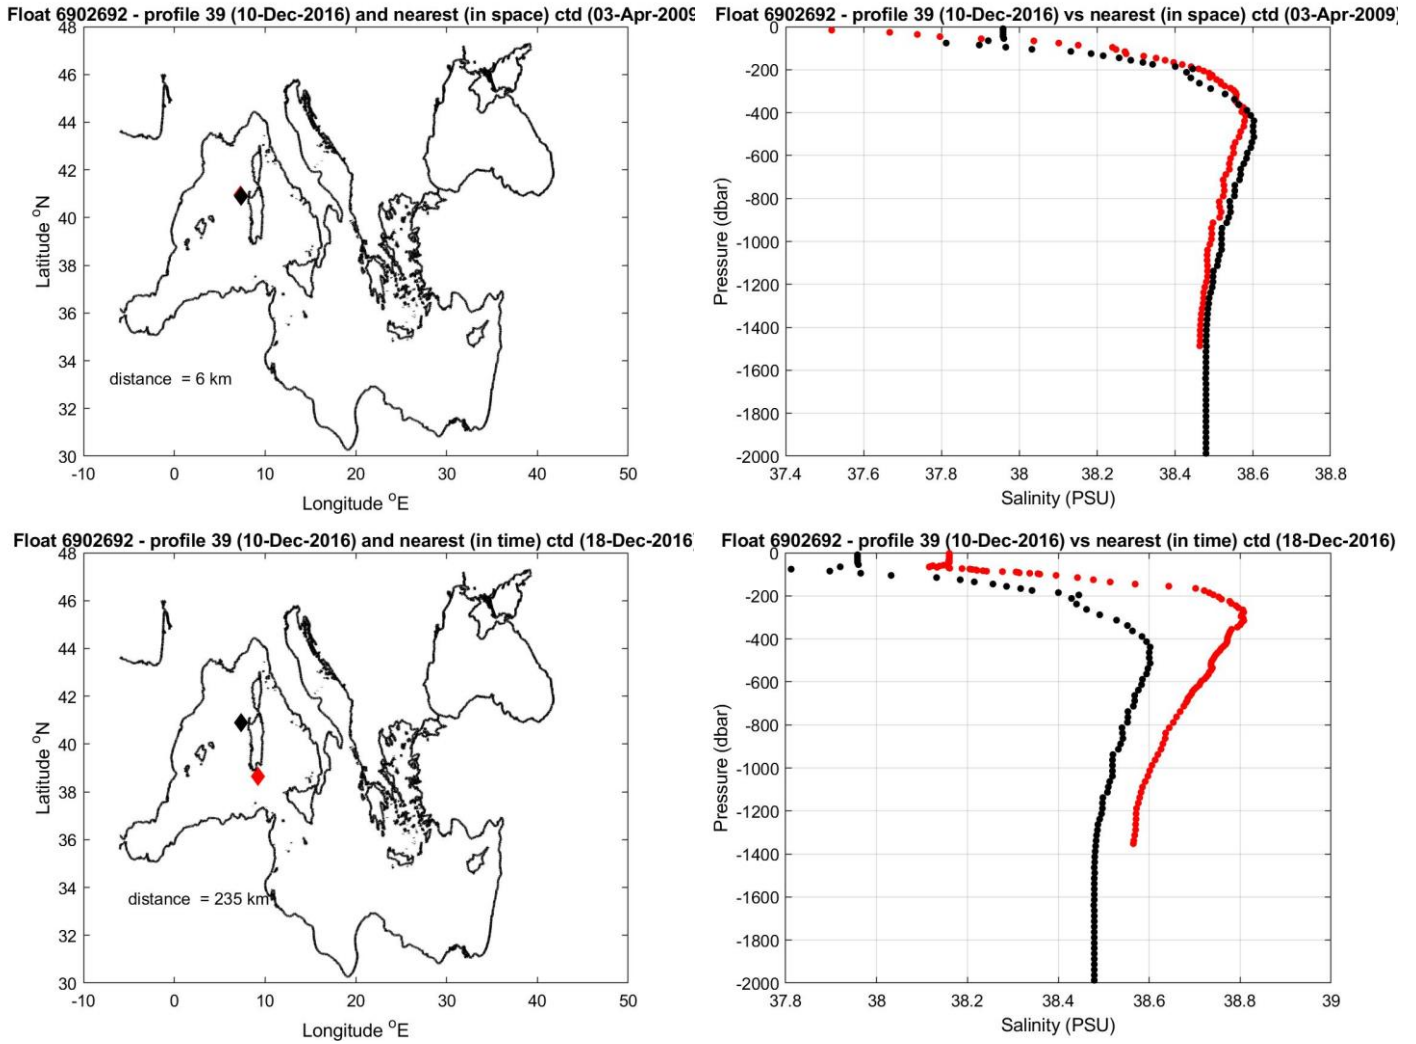 Float 6902692 - profile 39 (10-Dec-2016) and nearest (in space) ctd (03-Apr-2009
48
46
44
42
40
38
36
34
32
30
Latitude °N
distance = 6 km
-10 0 10 20 30 40 50
Longitude °E
Float 6902692 - profile 39 (10-Dec-2016) vs nearest (in space) ctd (03-Apr-2009)
0
-200
-400
-600
-800
-1000
-1200
-1400
-1600
-1800
-2000
Pressure (dbar)
37.4 37.6 37.8 38 38.2 38.4 38.6 38.8
Salinity (PSU)
Float 6902692 - profile 39 (10-Dec-2016) and nearest (in time) ctd (18-Dec-2016)
48
46
44
42
40
38
36
34
32
30
Latitude °N
distance = 235 km
-10 0 10 20 30 40 50
Longitude °E
Float 6902692 - profile 39 (10-Dec-2016) vs nearest (in time) ctd (18-Dec-2016)
0
-200
-400
-600
-800
-1000
-1200
-1400
-1600
-1800
-2000
Pressure (dbar)
37.8 38 38.2 38.4 38.6 38.8 39
Salinity (PSU)